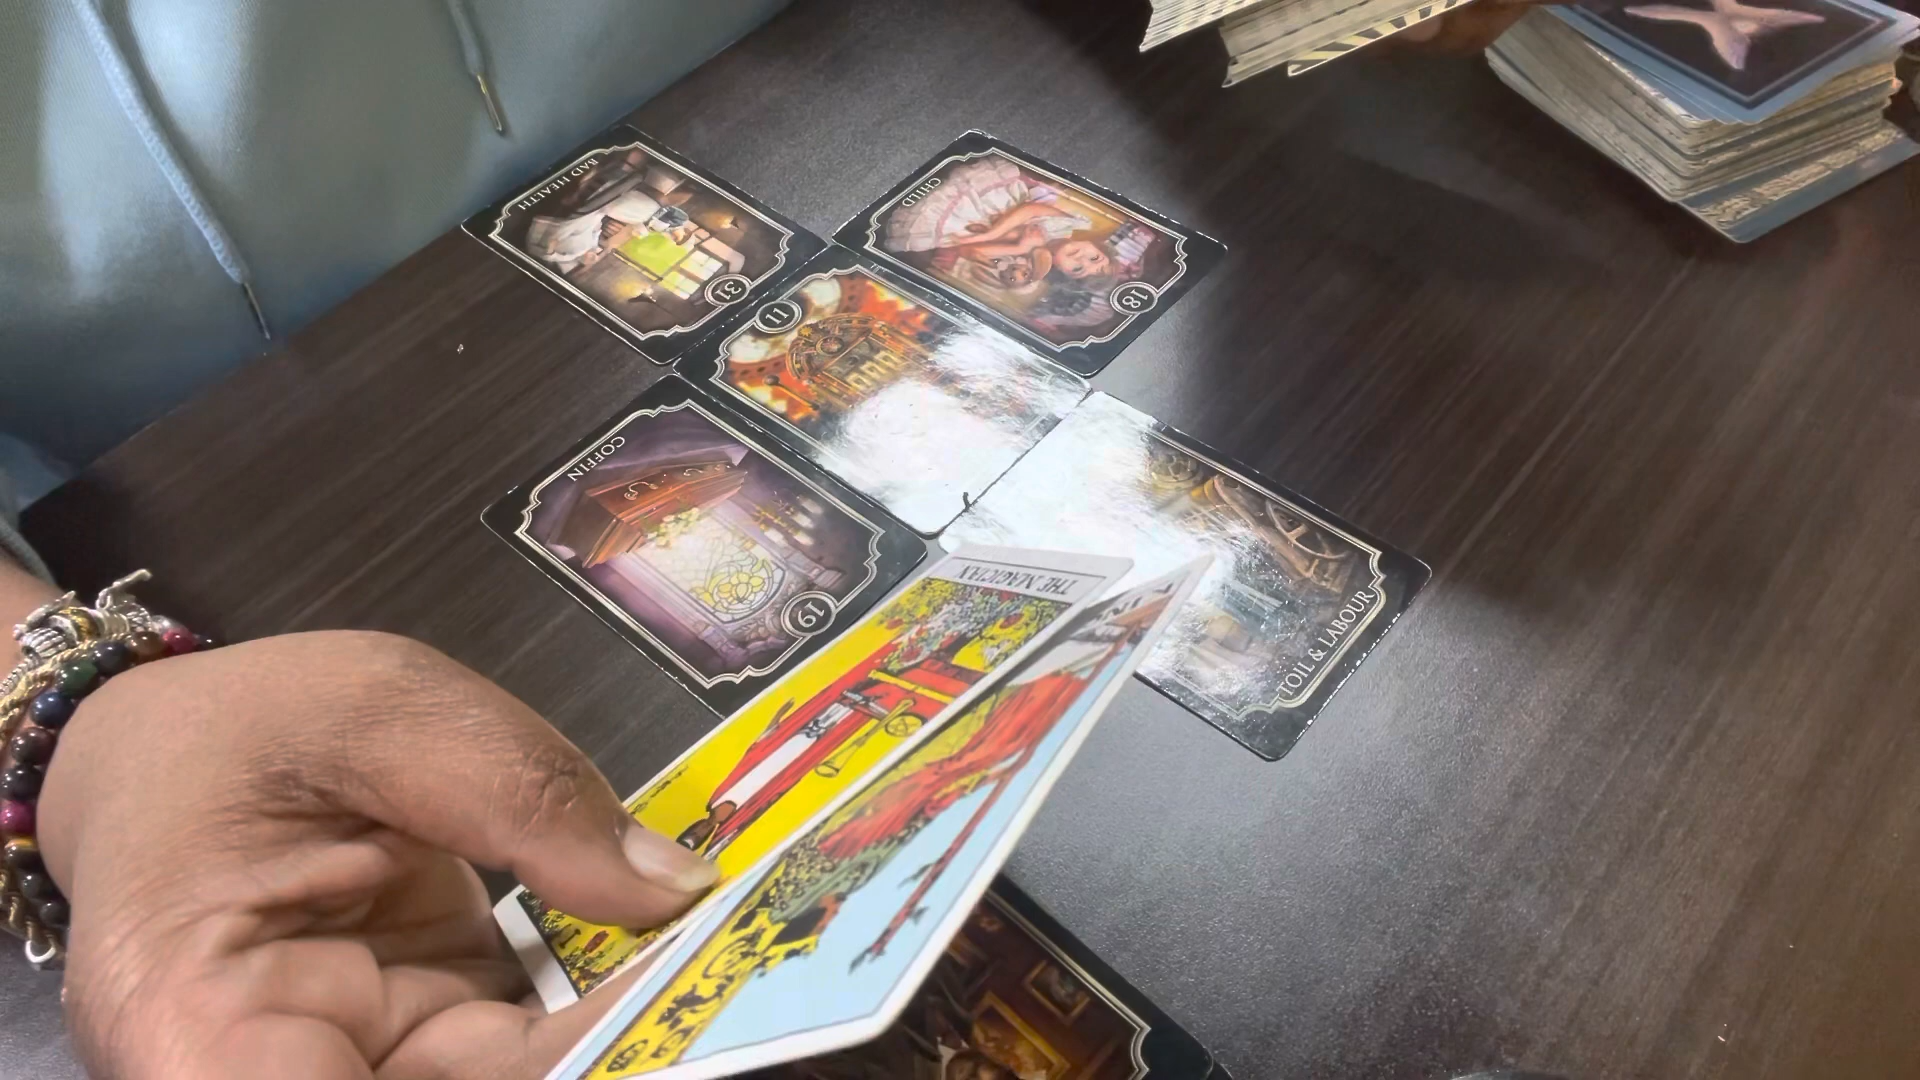 BAD HEALTH
31
CHILD
18
11
COFFIN
19
TOIL & LABOUR
THE MAGICIAN.